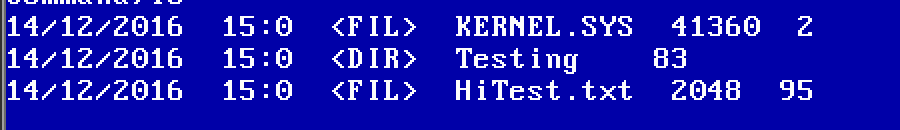 14/12/2016 15:0 <FIL> KERNEL.SYS 41360 2
14/12/2016 15:0 <DIR> Testing 83
14/12/2016 15:0 <FIL> HiTest.txt 2048 95